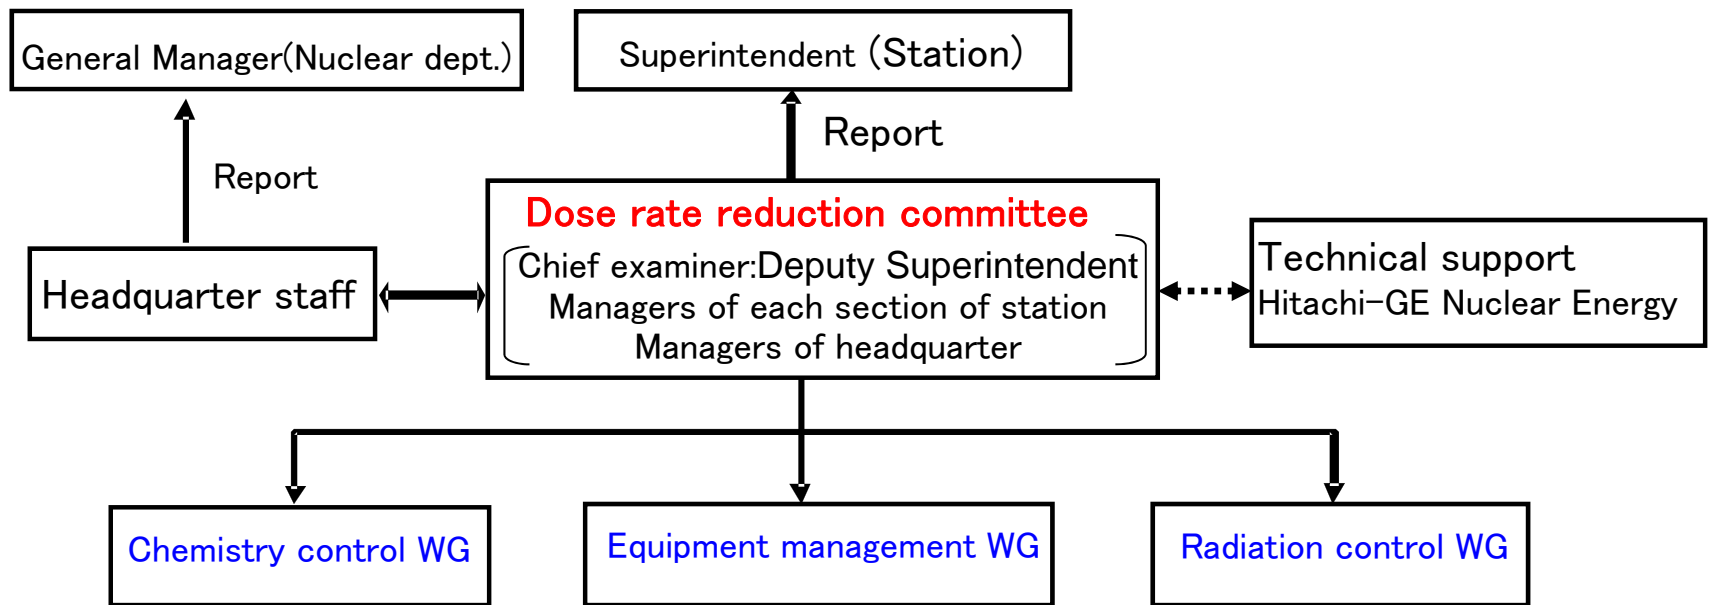 General Manager(Nuclear dept.)
Superintendent (Station)
Report
Report
Dose rate reduction committee
Chief examiner:Deputy Superintendent
Managers of each section of station
Managers of headquarter
Headquarter staff
Technical support
Hitachi-GE Nuclear Energy
Chemistry control WG
Equipment management WG
Radiation control WG